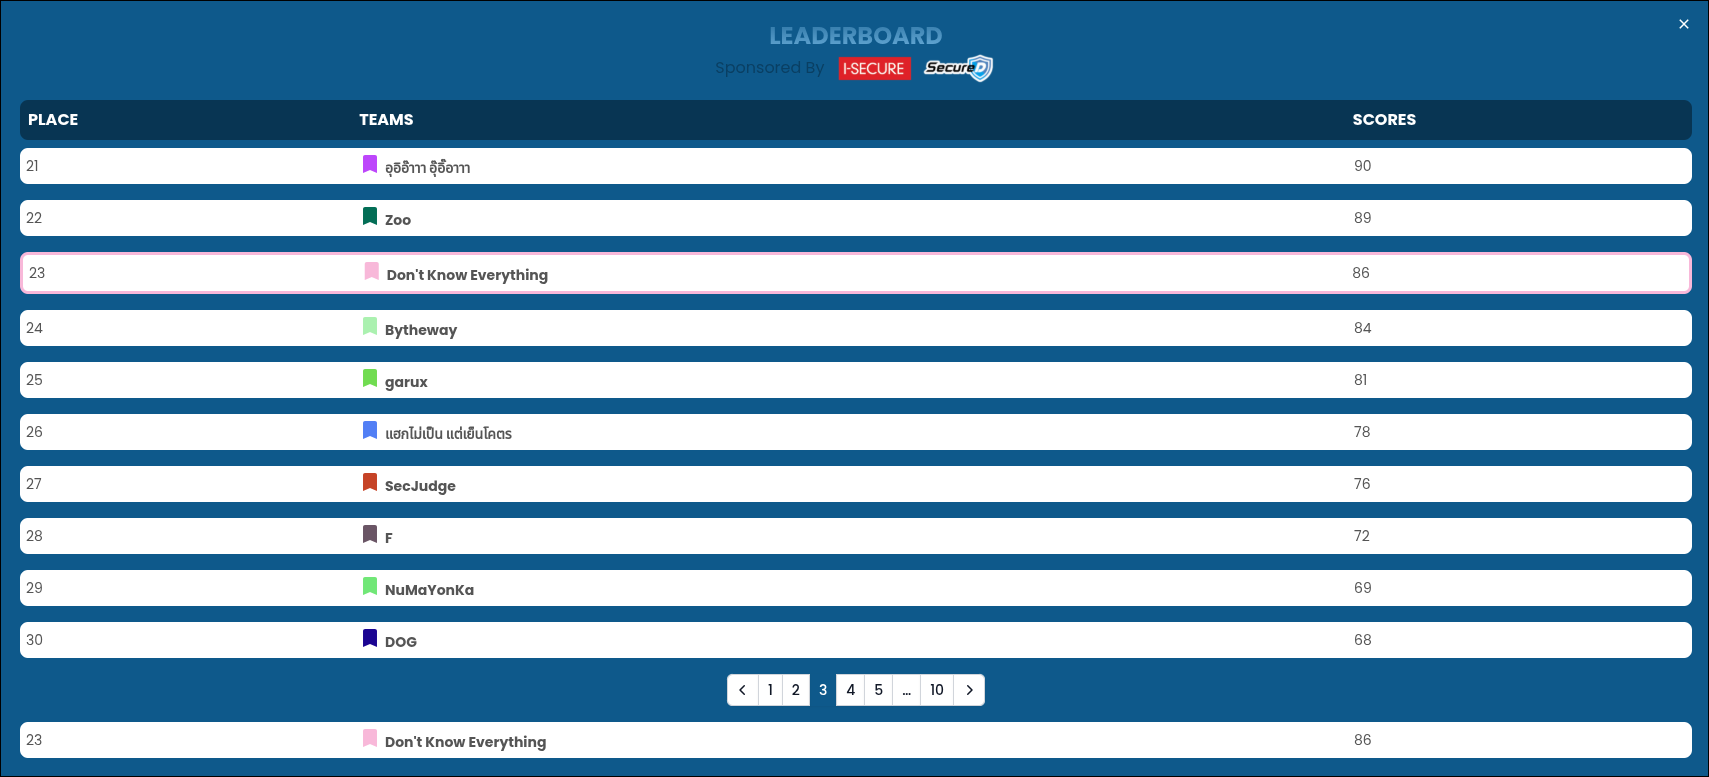 ×
LEADERBOARD
Sponsored By I-SECURE SecureD
PLACE TEAMS SCORES
21 อุอิอ๊าาา อุ๊อิ๊อาาา 90
22 Zoo 89
23 Don't Know Everything 86
24 Bytheway 84
25 garux 81
26 แฮกไม่เป็น แต่เย็นโคตร 78
27 SecJudge 76
28 F 72
29 NuMaYonKa 69
30 DOG 68
1 2 3 4 5 ... 10
23 Don't Know Everything 86